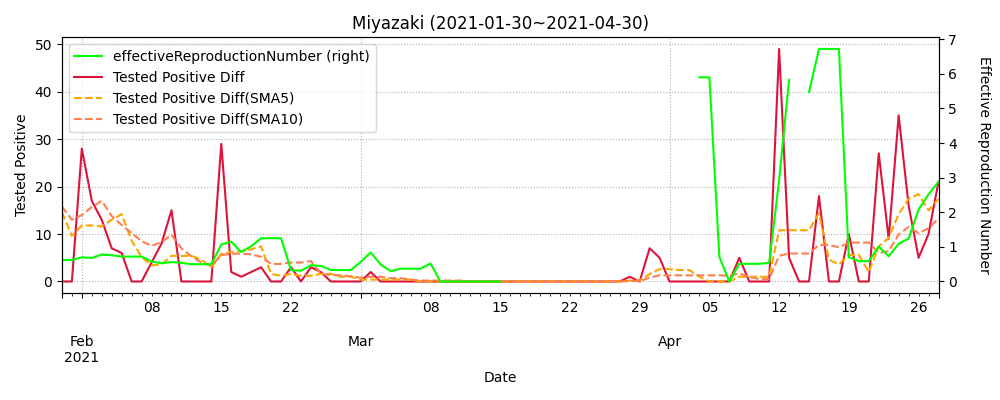 Miyazaki (2021-01-30~2021-04-30)
effectiveReproductionNumber (right)
Tested Positive Diff
Tested Positive Diff(SMA5)
Tested Positive Diff(SMA10)
Tested Positive
50
40
30
20
10
0
7
6
5
4
3
2
1
0
Effective Reproduction Number
08 15 22 08 15 22 29 05 12 19 26
Feb Mar Apr
2021
Date